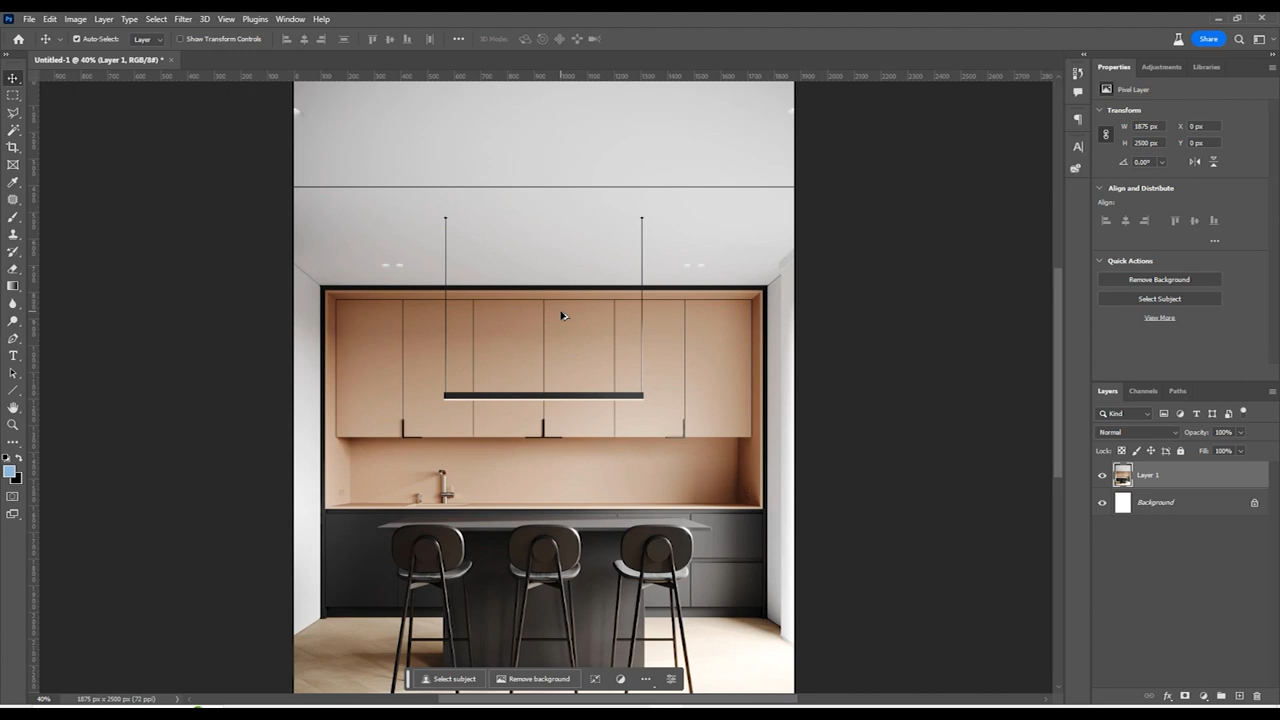 Ps File Edit Image Layer Type Select Filter 3D View Plugins Window Help
Auto-Select: Layer Show Transform Controls 3D Mode: Share
Untitled-1 @ 40% (Layer 1, RGB/8#) *
Properties Adjustments Libraries
Pixel Layer
Transform
W 1875 px X 0 px
H 2500 px Y 0 px
0.00°
Align and Distribute
Align:
Quick Actions
Remove Background
Select Subject
View More
Layers Channels Paths
Kind
Normal Opacity: 100%
Lock: Fill: 100%
Layer 1
Background
Select subject Remove background
40% 1875 px x 2500 px (72 ppi)